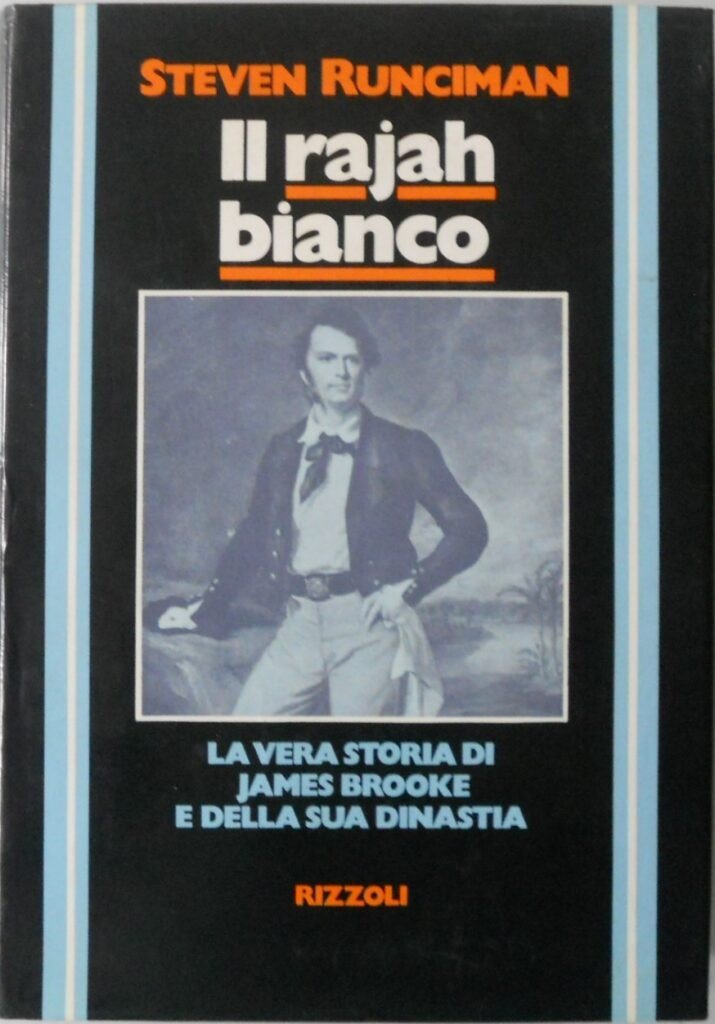 STEVEN RUNCIMAN
Il rajah
bianco
LA VERA STORIA DI
JAMES BROOKE
E DELLA SUA DINASTIA
RIZZOLI